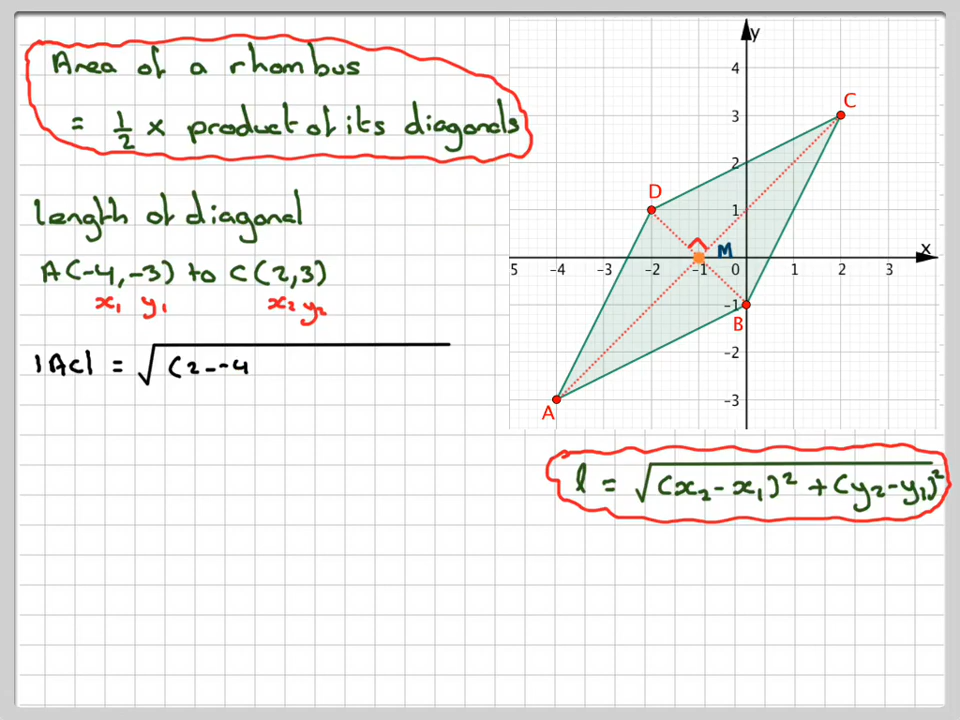 Area of a rhombus
= 1/2 x product of its diagonals
Length of diagonal
A(-4,-3) to C(2,3)
x₁ y₁ x₂ y₂
|AC| = √(2--4
y
4
C
3
2
D
1
M
x
5 -4 -3 -2 -1 0 1 2 3
-1
B
-2
-3
A
l = √(x₂-x₁)² + (y₂-y₁)²